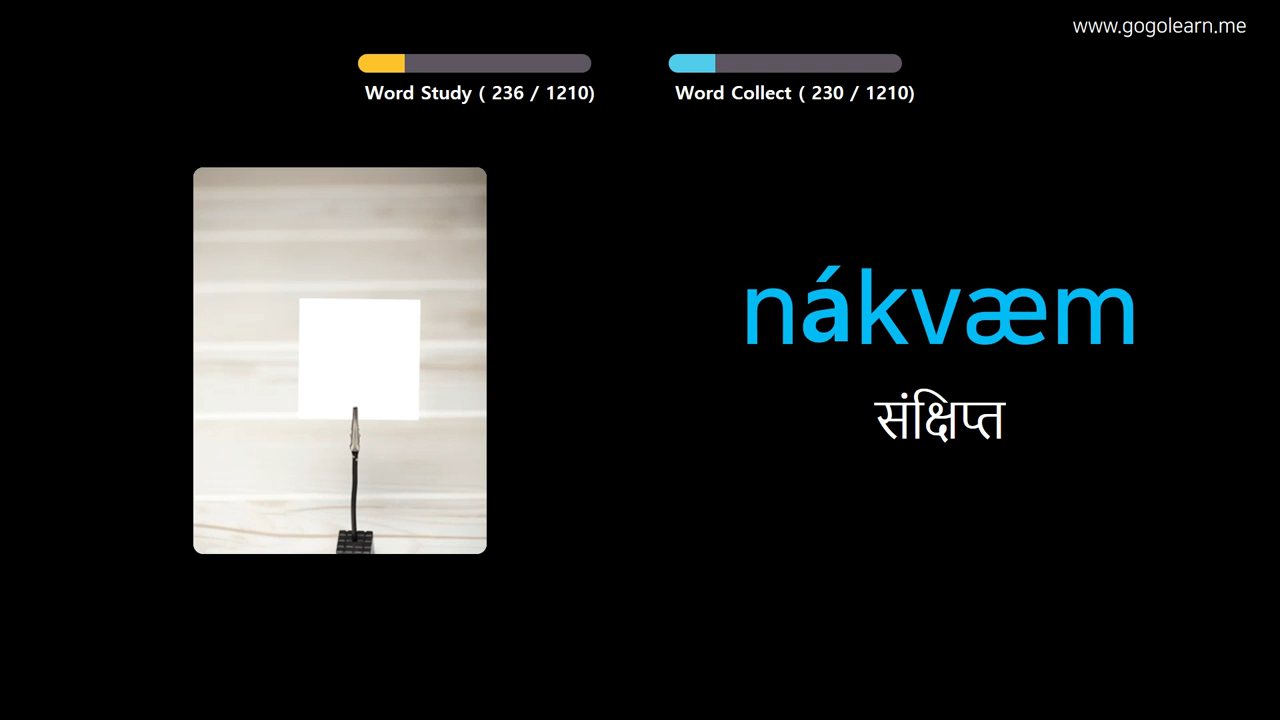 www.gogolearn.me
Word Study ( 236 / 1210)
Word Collect ( 230 / 1210)
nákvæm
संक्षिप्त